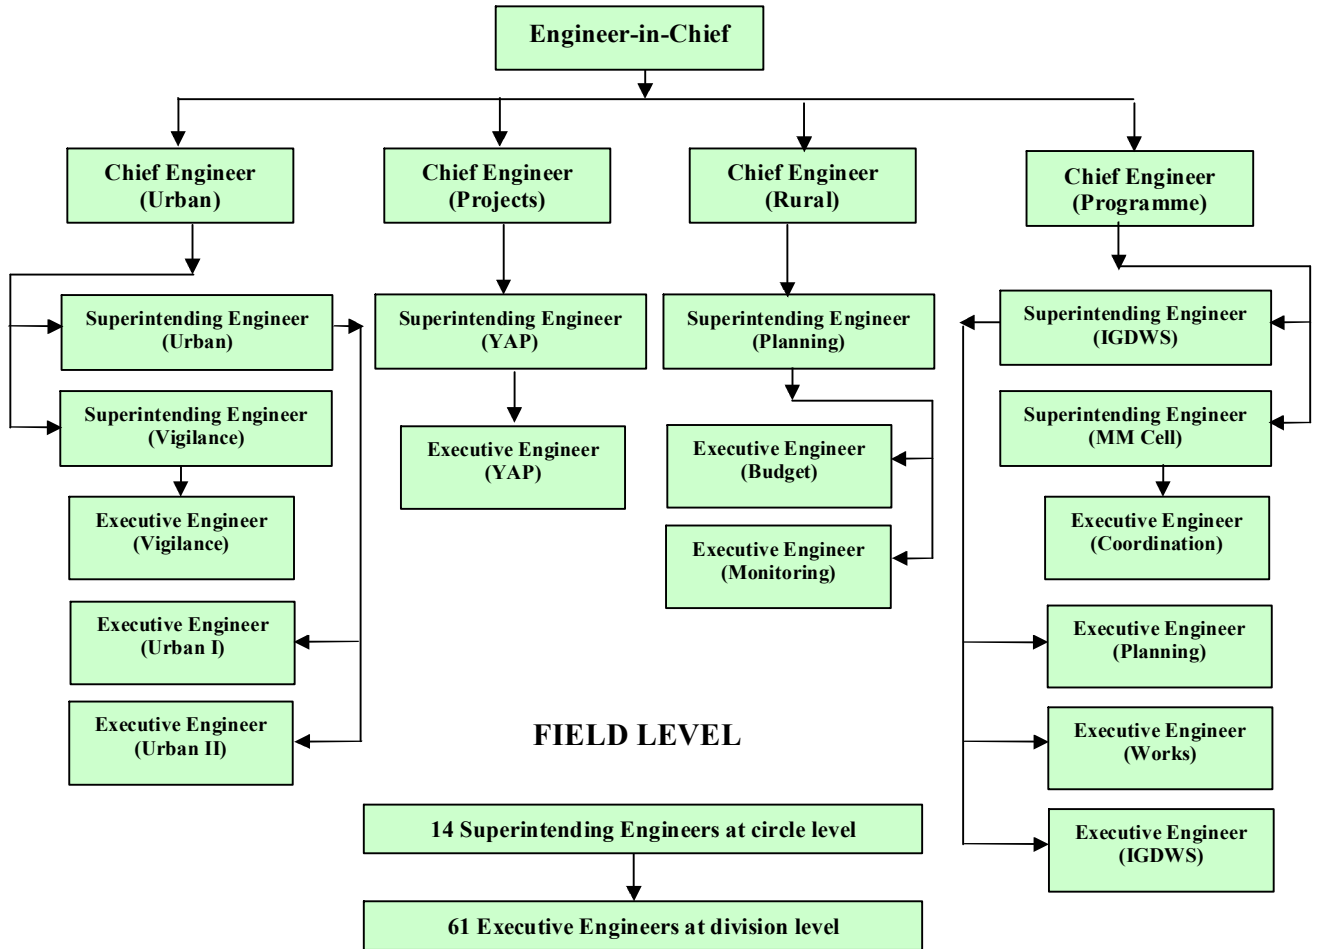 Engineer-in-Chief
Chief Engineer
(Urban)
Chief Engineer
(Projects)
Chief Engineer
(Rural)
Chief Engineer
(Programme)
Superintending Engineer
(Urban)
Superintending Engineer
(YAP)
Superintending Engineer
(Planning)
Superintending Engineer
(IGDWS)
Superintending Engineer
(Vigilance)
Executive Engineer
(YAP)
Executive Engineer
(Budget)
Superintending Engineer
(MM Cell)
Executive Engineer
(Vigilance)
Executive Engineer
(Monitoring)
Executive Engineer
(Coordination)
Executive Engineer
(Urban I)
Executive Engineer
(Planning)
Executive Engineer
(Urban II)
FIELD LEVEL
Executive Engineer
(Works)
14 Superintending Engineers at circle level
Executive Engineer
(IGDWS)
61 Executive Engineers at division level